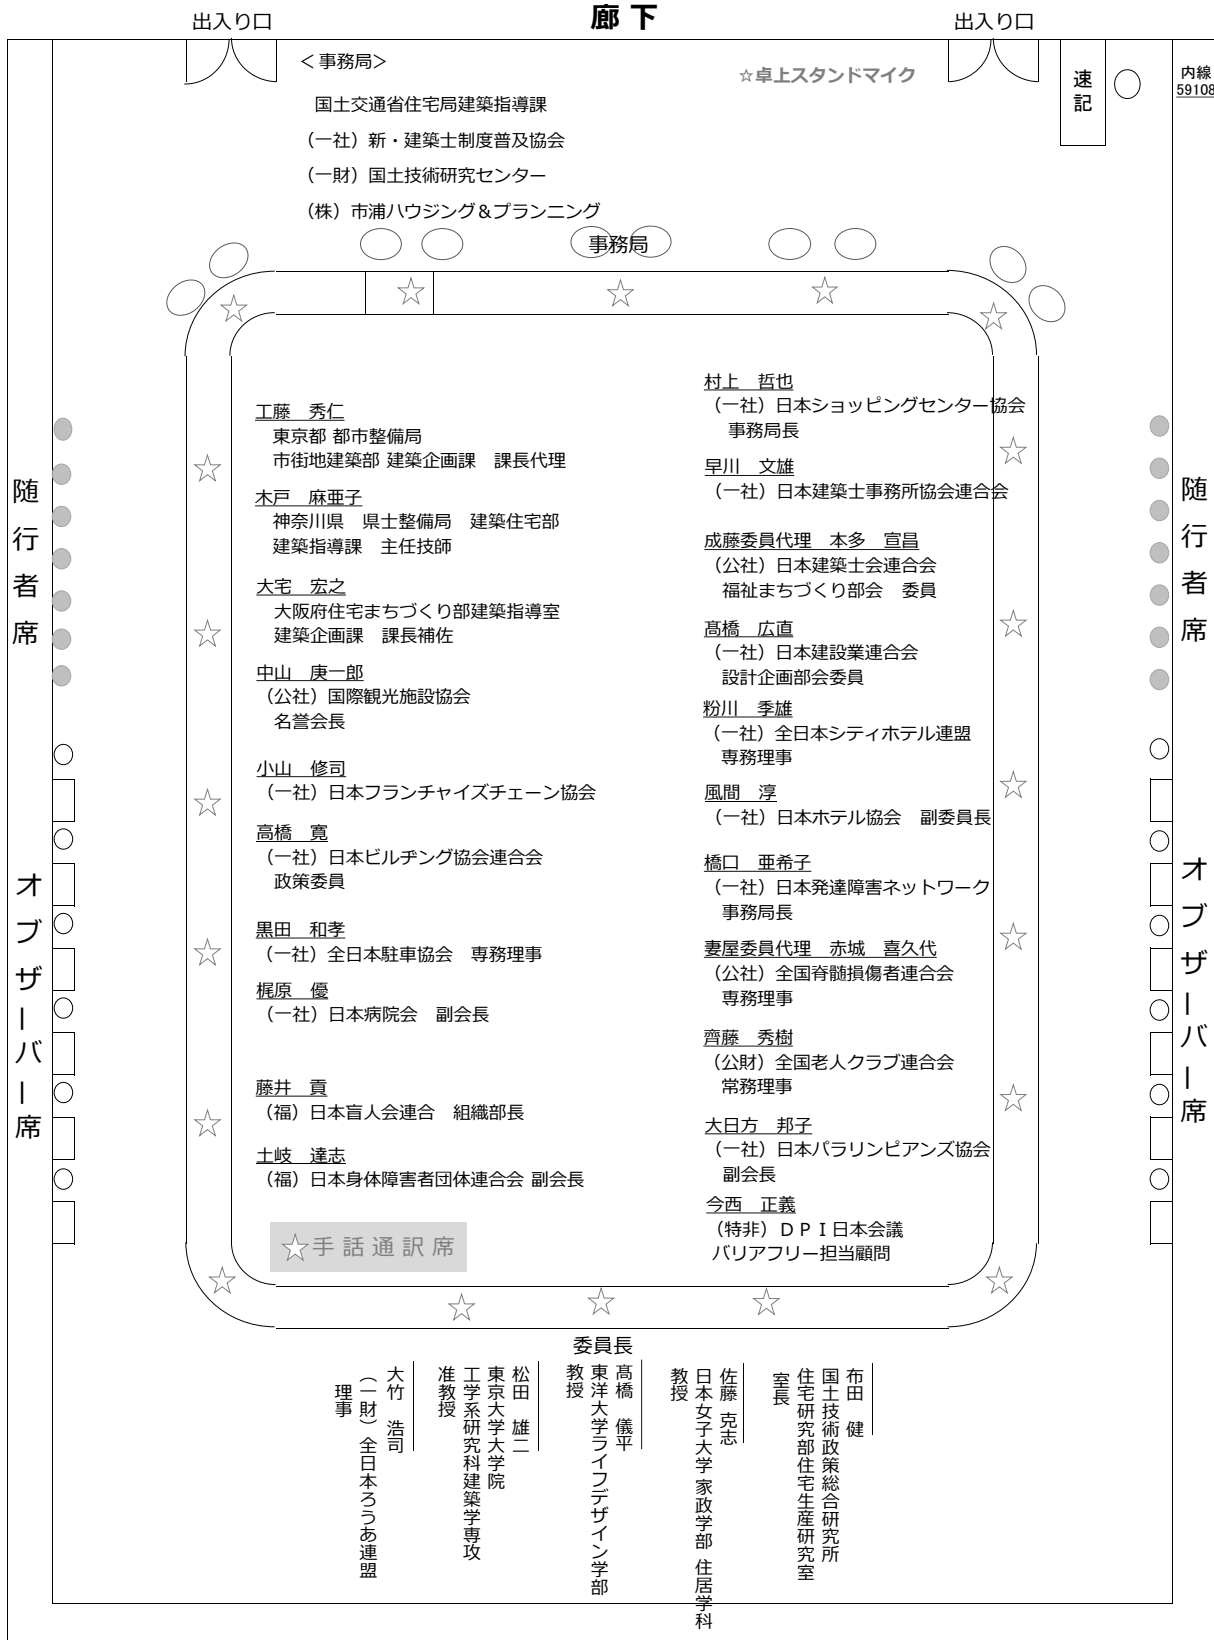 廊 下
出入り口
出入り口
＜事務局＞
国土交通省住宅局建築指導課
（一社）新・建築士制度普及協会
（一財）国土技術研究センター
（株）市浦ハウジング＆プランニング
☆卓上スタンドマイク
速記
内線
59108
事務局
随行者席
オブザーバー席
工藤　秀仁
東京都 都市整備局
市街地建築部 建築企画課　課長代理
木戸　麻亜子
神奈川県　県土整備局　建築住宅部
建築指導課　主任技師
大宅　宏之
大阪府住宅まちづくり部建築指導室
建築企画課　課長補佐
中山　庚一郎
（公社）国際観光施設協会
名誉会長
小山　修司
（一社）日本フランチャイズチェーン協会
高橋　寛
（一社）日本ビルヂング協会連合会
政策委員
黒田　和孝
（一社）全日本駐車協会　専務理事
梶原　優
（一社）日本病院会　副会長
藤井　貢
（福）日本盲人会連合　組織部長
土岐　達志
（福）日本身体障害者団体連合会 副会長
☆手話通訳席
村上　哲也
（一社）日本ショッピングセンター協会
事務局長
早川　文雄
（一社）日本建築士事務所協会連合会
成藤委員代理　本多　宣昌
（公社）日本建築士会連合会
福祉まちづくり部会　委員
髙橋　広直
（一社）日本建設業連合会
設計企画部会委員
粉川　季雄
（一社）全日本シティホテル連盟
専務理事
風間　淳
（一社）日本ホテル協会　副委員長
橋口　亜希子
（一社）日本発達障害ネットワーク
事務局長
妻屋委員代理　赤城　喜久代
（公社）全国脊髄損傷者連合会
専務理事
齊藤　秀樹
（公財）全国老人クラブ連合会
常務理事
大日方　邦子
（一社）日本パラリンピアンズ協会
副会長
今西　正義
（特非）ＤＰＩ日本会議
バリアフリー担当顧問
随行者席
オブザーバー席
委員長
布田　健
国土技術政策総合研究所
住宅研究部住宅生産研究室
室長
佐藤　克志
日本女子大学 家政学部 住居学科
教授
髙橋　儀平
東洋大学ライフデザイン学部
教授
松田　雄二
東京大学大学院
工学系研究科建築学専攻
准教授
大竹　浩司
（一財）全日本ろうあ連盟
理事